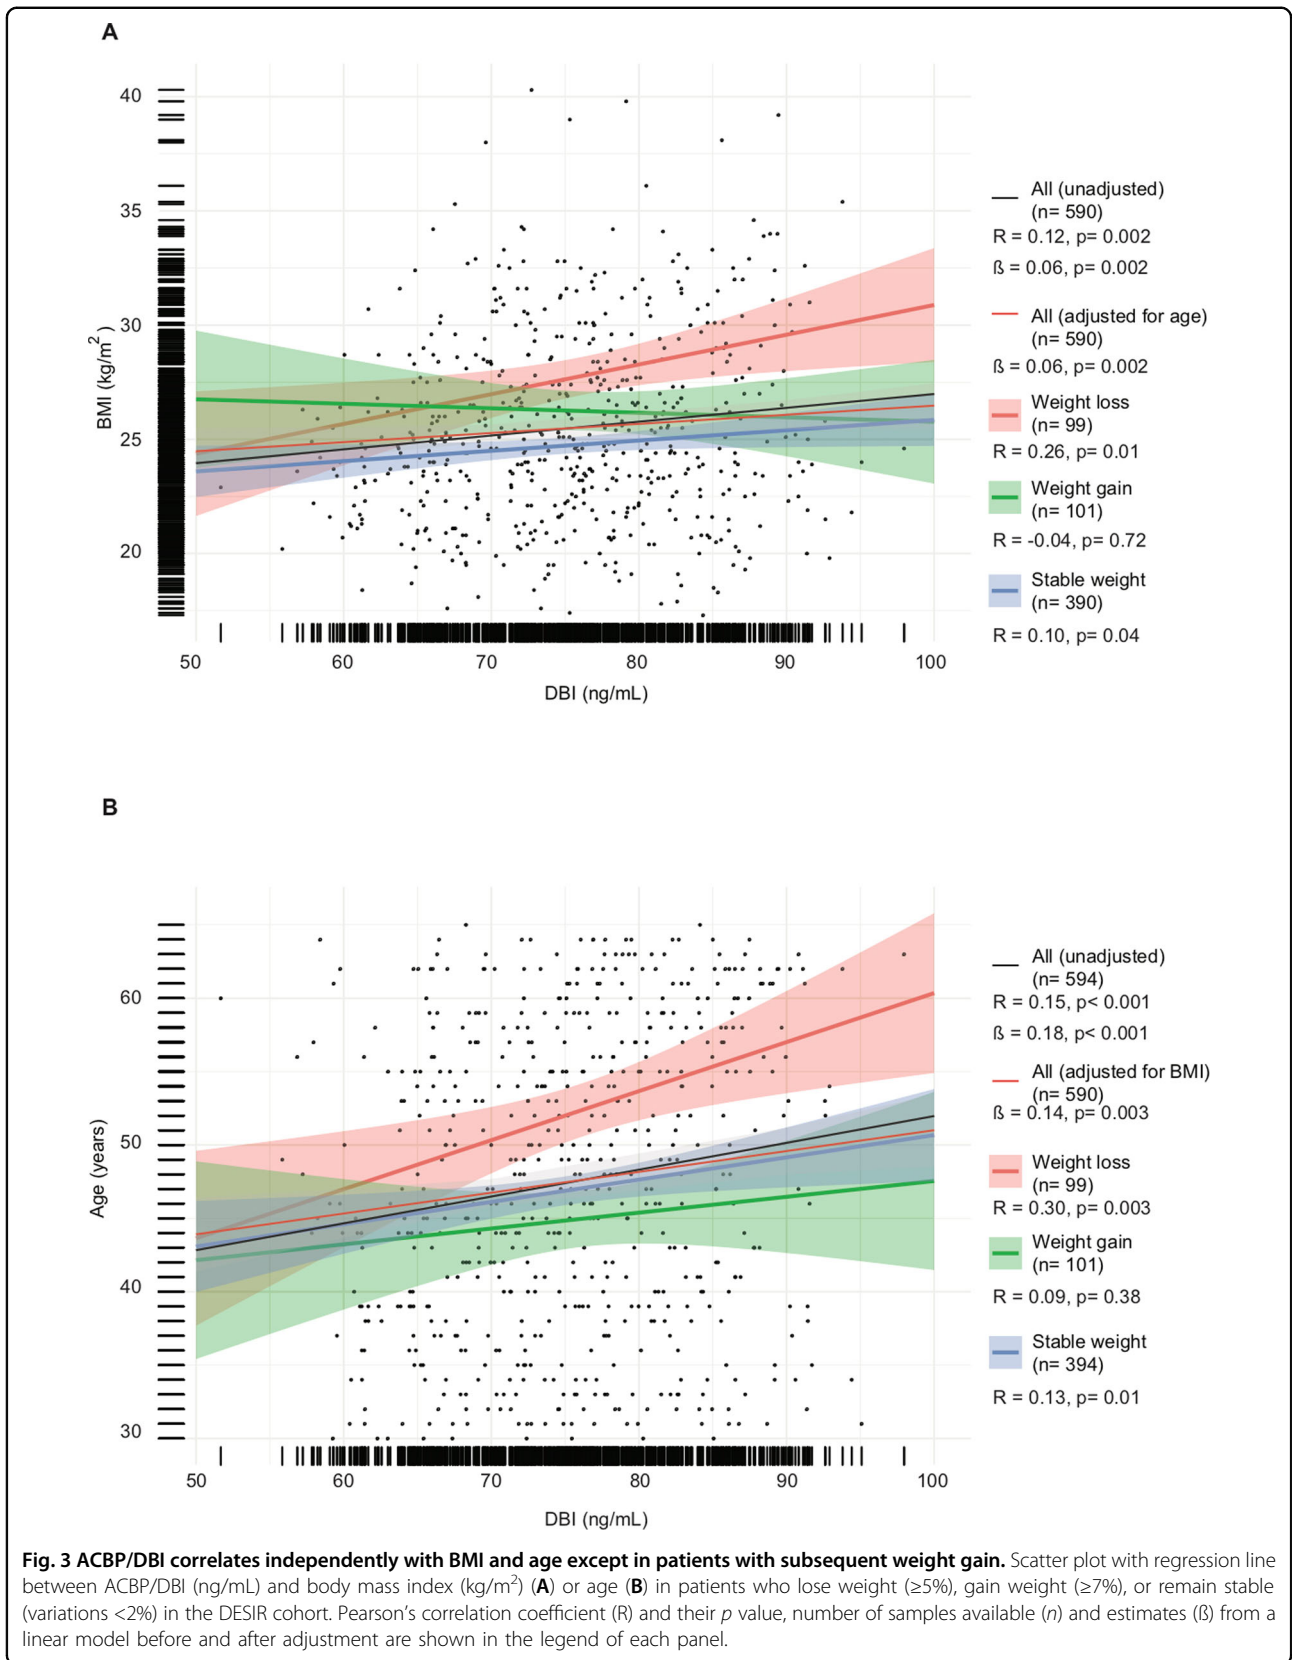 A
40
35
30
25
20
BMI (kg/m²)
50 60 70 80 90 100
DBI (ng/mL)
All (unadjusted)
(n= 590)
R = 0.12, p= 0.002
ß = 0.06, p= 0.002
All (adjusted for age)
(n= 590)
ß = 0.06, p= 0.002
Weight loss
(n= 99)
R = 0.26, p= 0.01
Weight gain
(n= 101)
R = -0.04, p= 0.72
Stable weight
(n= 390)
R = 0.10, p= 0.04
B
60
50
40
30
Age (years)
50 60 70 80 90 100
DBI (ng/mL)
All (unadjusted)
(n= 594)
R = 0.15, p< 0.001
ß = 0.18, p< 0.001
All (adjusted for BMI)
(n= 590)
ß = 0.14, p= 0.003
Weight loss
(n= 99)
R = 0.30, p= 0.003
Weight gain
(n= 101)
R = 0.09, p= 0.38
Stable weight
(n= 394)
R = 0.13, p= 0.01
Fig. 3 ACBP/DBI correlates independently with BMI and age except in patients with subsequent weight gain. Scatter plot with regression line
between ACBP/DBI (ng/mL) and body mass index (kg/m²) (A) or age (B) in patients who lose weight (≥5%), gain weight (≥7%), or remain stable
(variations <2%) in the DESIR cohort. Pearson's correlation coefficient (R) and their p value, number of samples available (n) and estimates (ß) from a
linear model before and after adjustment are shown in the legend of each panel.